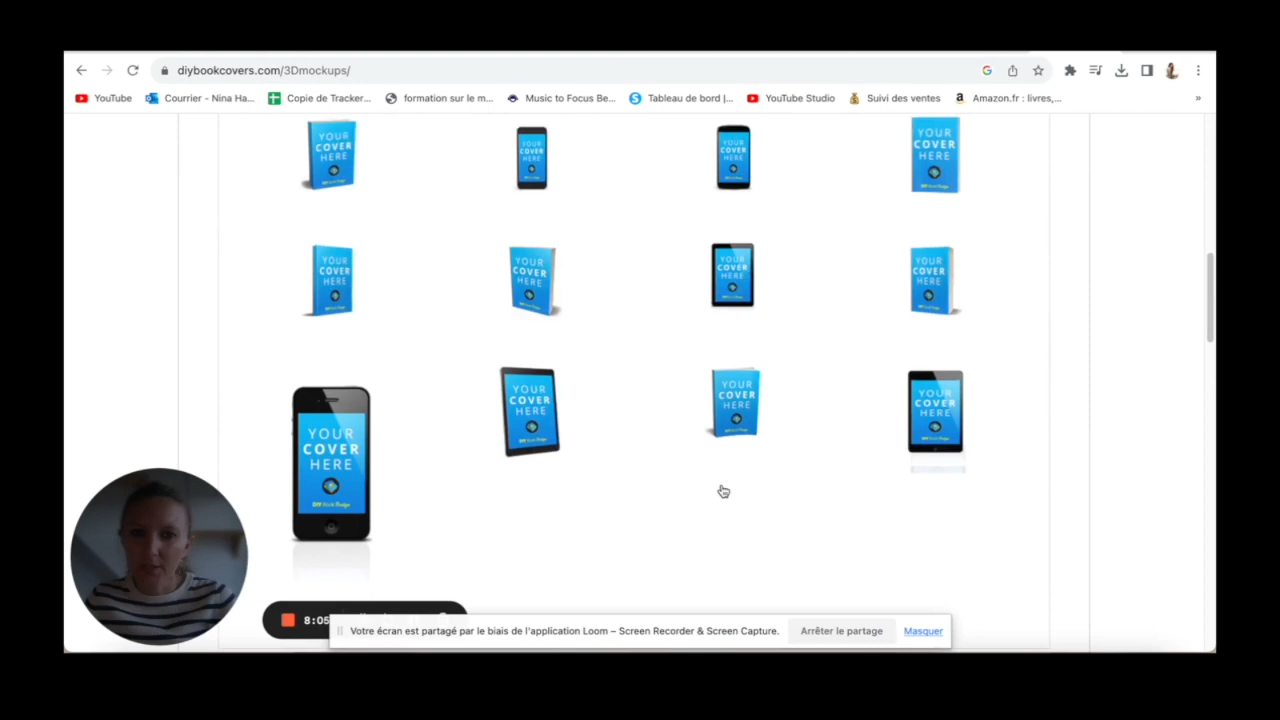 diybookcovers.com/3Dmockups/
YouTube
Courrier - Nina Ha...
Copie de Tracker...
formation sur le m...
Music to Focus Be...
Tableau de bord |...
YouTube Studio
Suivi des ventes
Amazon.fr : livres,...
»
YOUR
COVER
HERE
YOUR
COVER
HERE
YOUR
COVER
HERE
YOUR
COVER
HERE
YOUR
COVER
HERE
YOUR
COVER
HERE
YOUR
COVER
HERE
YOUR
COVER
HERE
YOUR
COVER
HERE
YOUR
COVER
HERE
YOUR
COVER
HERE
YOUR
COVER
HERE
8:05
Votre écran est partagé par le biais de l'application Loom – Screen Recorder & Screen Capture.
Arrêter le partage
Masquer